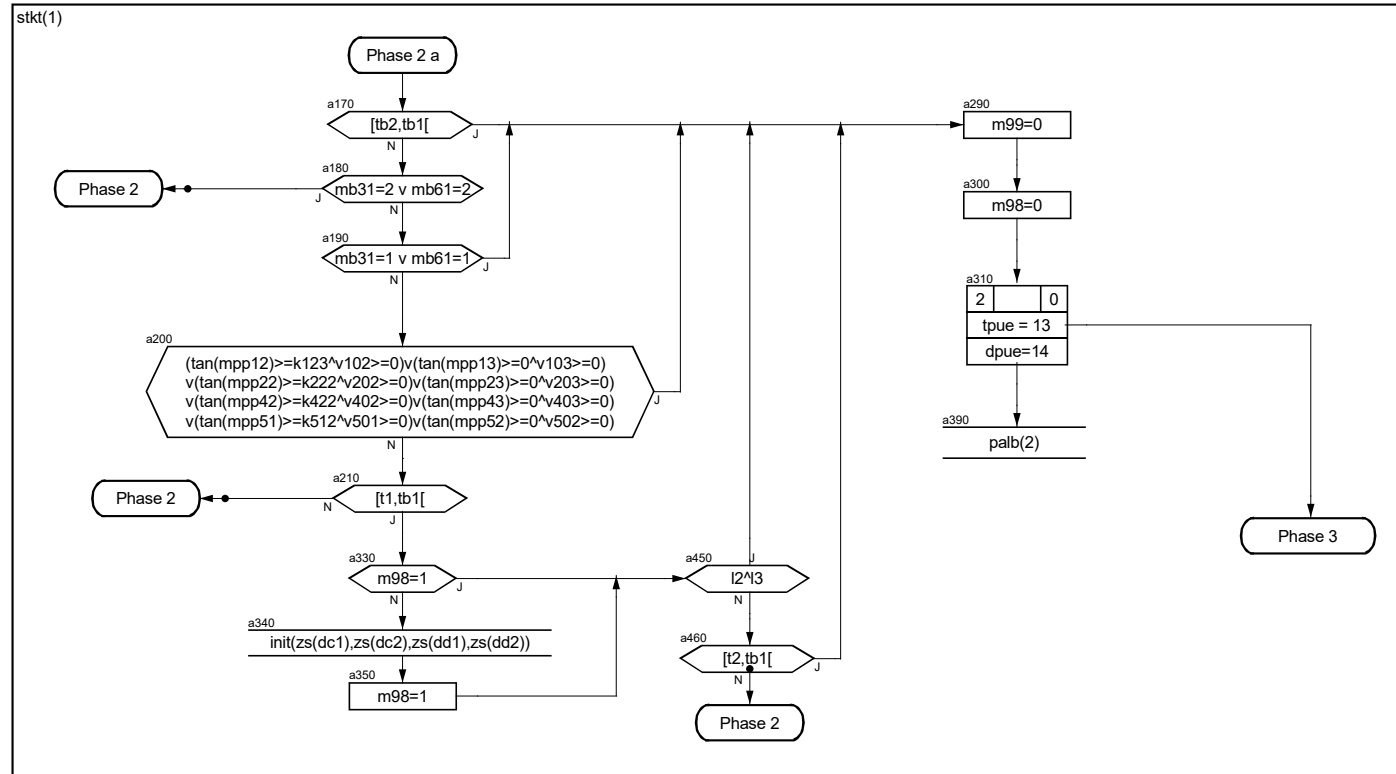 stkt(1)
Phase 2 a
a170
[tb2,tb1[
J
N
a180
mb31=2 v mb61=2
J
N
Phase 2
a190
mb31=1 v mb61=1
J
N
a200
(tan(mpp12)>=k123^v102>=0)v(tan(mpp13)>=0^v103>=0)
v(tan(mpp22)>=k222^v202>=0)v(tan(mpp23)>=0^v203>=0)
v(tan(mpp42)>=k422^v402>=0)v(tan(mpp43)>=0^v403>=0)
v(tan(mpp51)>=k512^v501>=0)v(tan(mpp52)>=0^v502>=0)
J
N
a210
[t1,tb1[
N
J
Phase 2
a330
m98=1
J
N
a340
init(zs(dc1),zs(dc2),zs(dd1),zs(dd2))
a350
m98=1
a450
l2^l3
J
N
a460
[t2,tb1[
J
N
Phase 2
a290
m99=0
a300
m98=0
a310
2 0
tpue = 13
dpue=14
a390
palb(2)
Phase 3